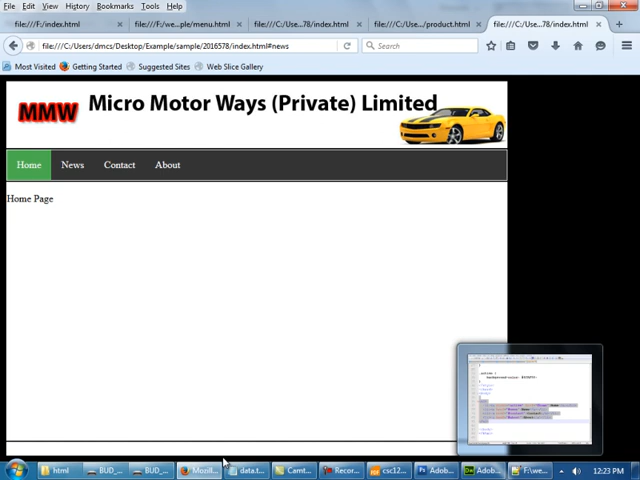 File Edit View History Bookmarks Tools Help
file:///F:/index.html
file:///F:/we...ple/menu.html
file:///C:/Use...78/index.html
file:///C:/Use.../product.html
file:///C:/Use...78/index.html
file:///C:/Users/dmcs/Desktop/Example/sample/2016578/index.html#news
Search
Most Visited Getting Started Suggested Sites Web Slice Gallery
MMW Micro Motor Ways (Private) Limited
Home News Contact About
Home Page
html BUD_... BUD_... Mozill... data.t... Camt... Recor... csc12... Adob... Adob... F:\we... 12:23 PM